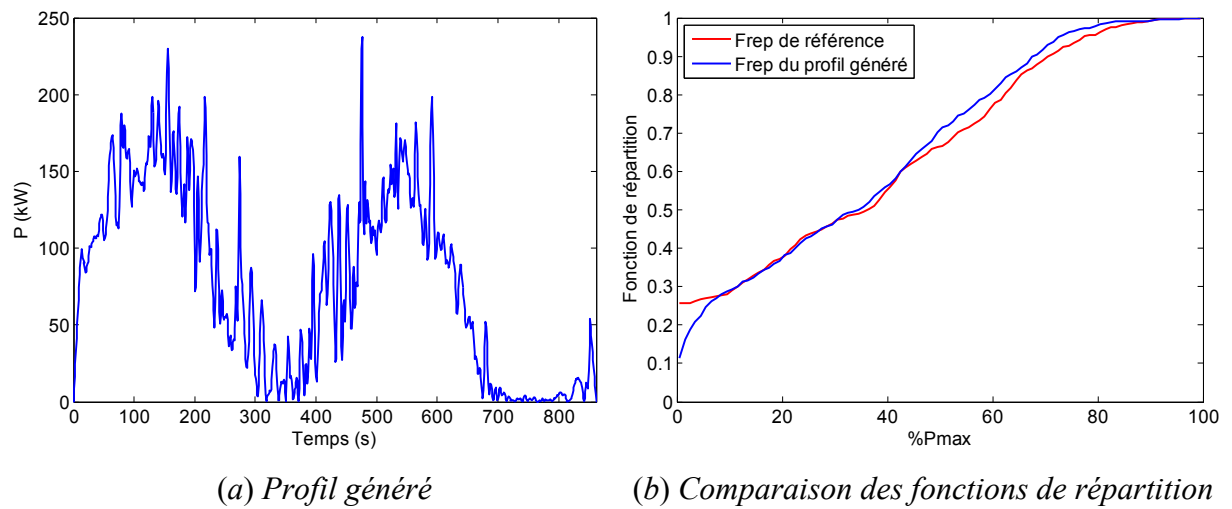 250
200
150
100
50
0
P (kW)
0 100 200 300 400 500 600 700 800
Temps (s)
(a) Profil généré
1
0.9
0.8
0.7
0.6
0.5
0.4
0.3
0.2
0.1
0
Fonction de répartition
Frep de référence
Frep du profil généré
0 20 40 60 80 100
%Pmax
(b) Comparaison des fonctions de répartition